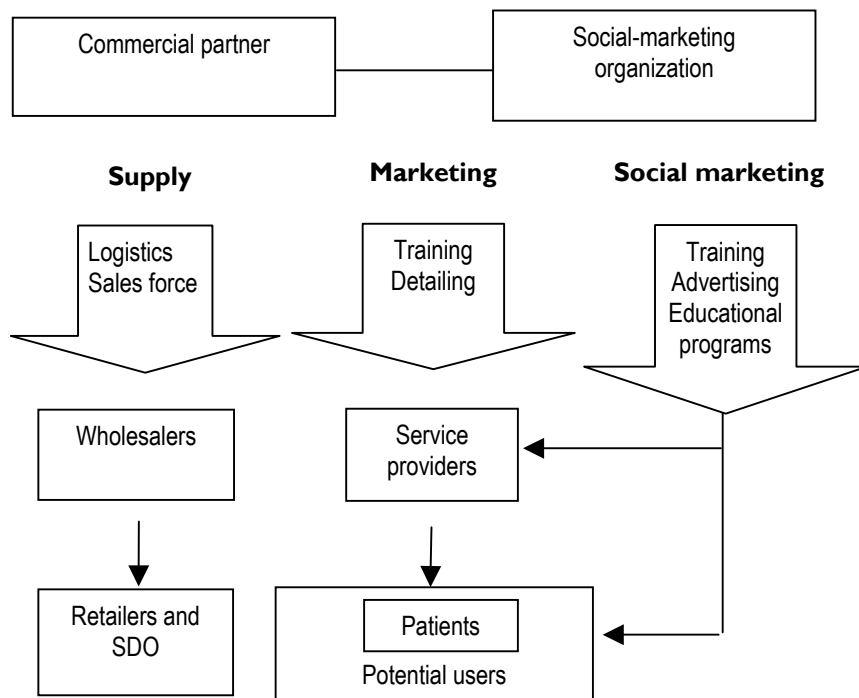 Commercial partner
Social-marketing
organization
Supply
Marketing
Social marketing
Logistics
Sales force
Training
Detailing
Training
Advertising
Educational
programs
Wholesalers
Service
providers
Retailers and
SDO
Patients
Potential users